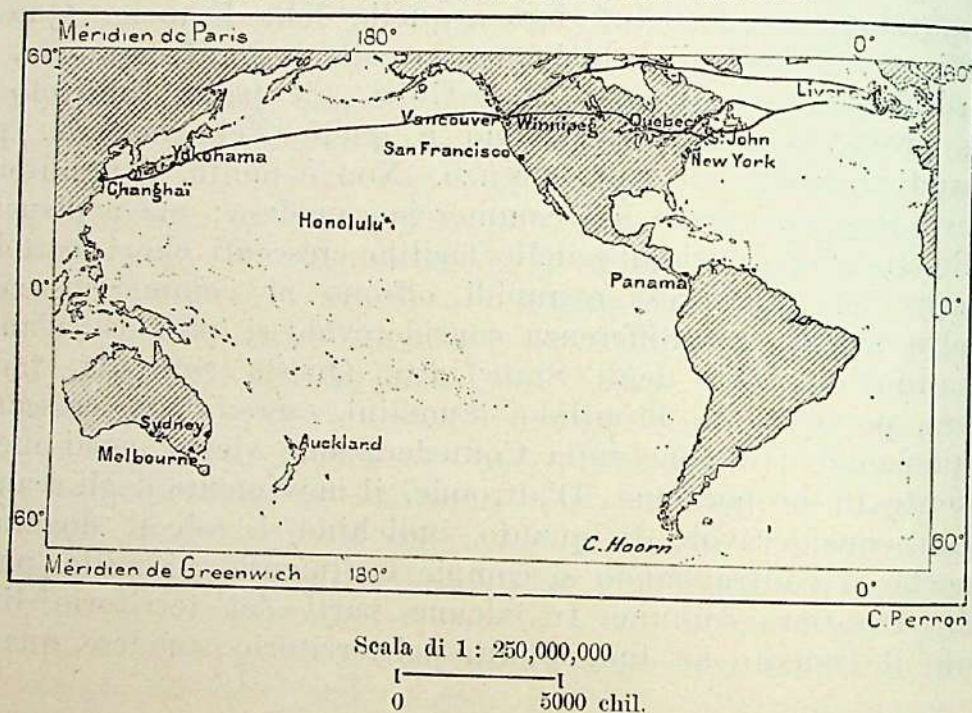 Méridien de Paris 180° 0°
60° 60°
Vancouver Winnipeg Quebec
S. John
Yokohama San Francisco New York
Changhaï
Honolulu
Panama
0° 0°
Sydney Auckland
Melbourne
60° C. Hoorn 60°
Méridien de Greenwich 180° 0°
C. Perron
Scala di 1 : 250,000,000
0 5000 chil.